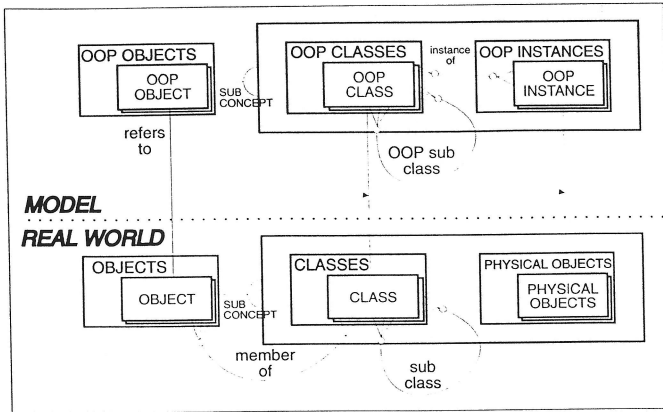 OOP OBJECTS
OOP
OBJECT
SUB
CONCEPT
OOP CLASSES
OOP
CLASS
instance
of
OOP INSTANCES
OOP
INSTANCE
refers
to
OOP sub
class
MODEL
REAL WORLD
OBJECTS
OBJECT
SUB
CONCEPT
CLASSES
CLASS
PHYSICAL OBJECTS
PHYSICAL
OBJECTS
member
of
sub
class